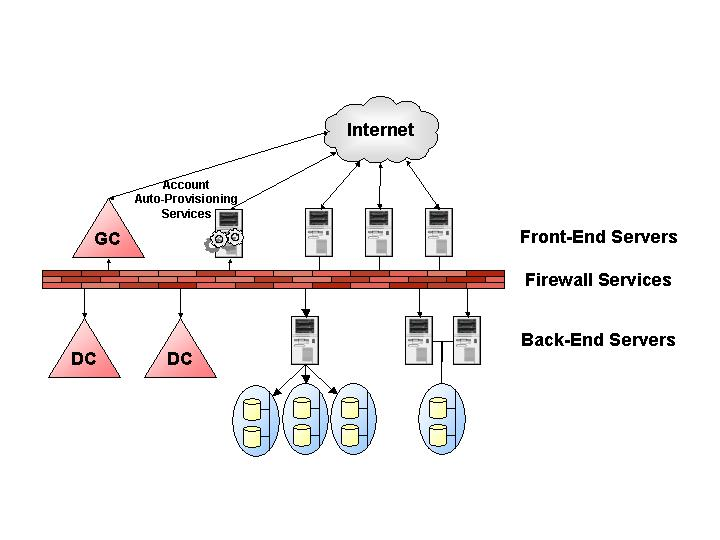 Internet
Account
Auto-Provisioning
Services
GC
Front-End Servers
Firewall Services
Back-End Servers
DC
DC